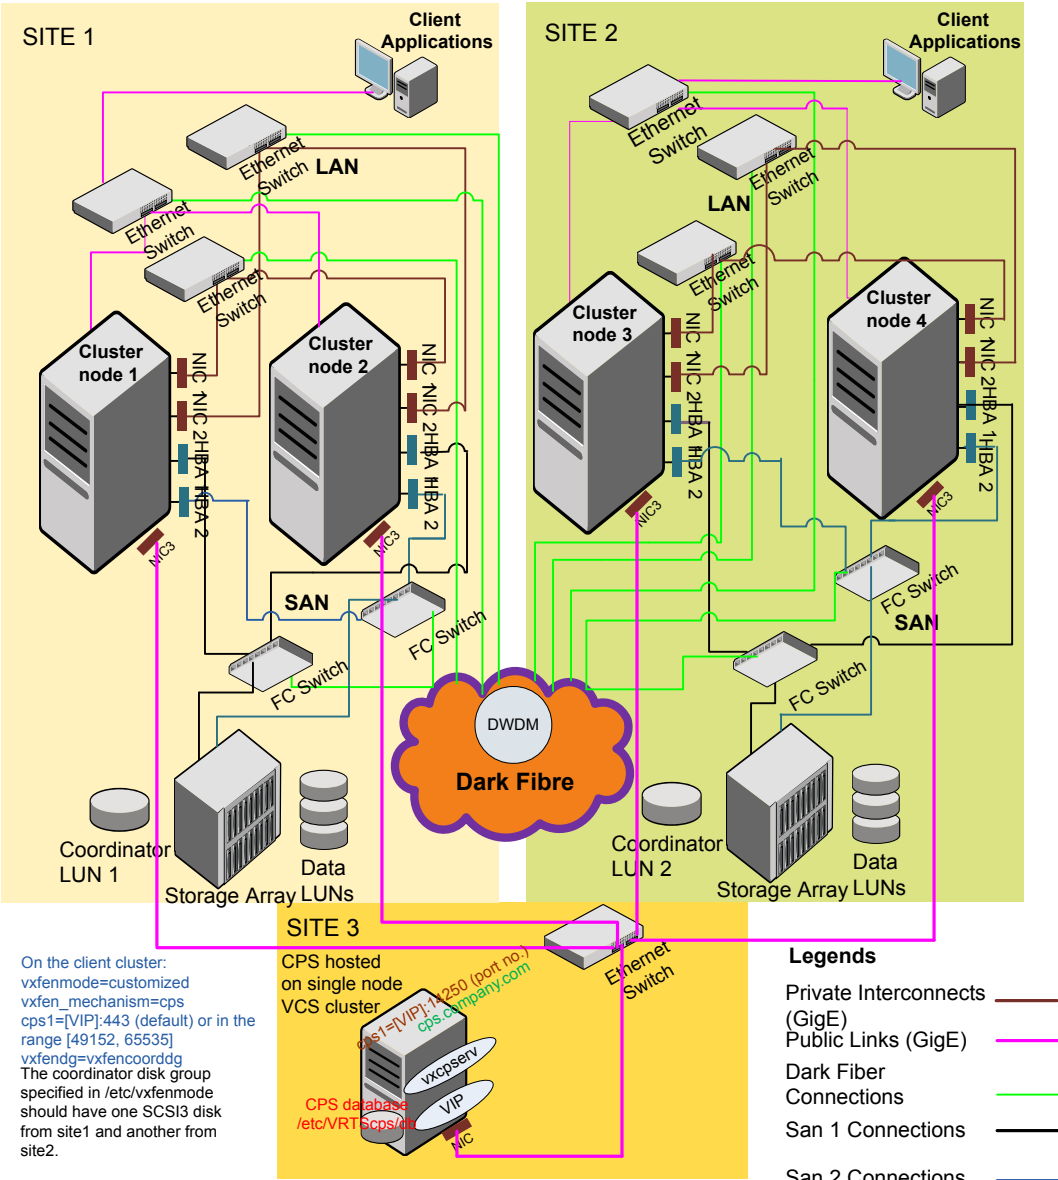 SITE 1
Client
Applications
Ethernet
Switch
LAN
Ethernet
Switch
Ethernet
Switch
Cluster
node 1
NIC 1
NIC 2
HBA 1
HBA 2
NIC3
Cluster
node 2
NIC 1
NIC 2
HBA 1
HBA 2
NIC3
SAN
FC Switch
FC Switch
Coordinator
LUN 1
Storage Array
Data
LUNs
SITE 2
Client
Applications
Ethernet
Switch
Ethernet
Switch
LAN
Ethernet
Switch
Cluster
node 3
NIC 1
NIC 2
HBA 1
HBA 2
NIC3
Cluster
node 4
NIC 1
NIC 2
HBA 1
HBA 2
NIC3
FC Switch
SAN
FC Switch
Coordinator
LUN 2
Storage Array
Data
LUNs
DWDM
Dark Fibre
SITE 3
CPS hosted
on single node
VCS cluster
cps1=[VIP]:14250 (port no.)
cps.company.com
Ethernet
Switch
vxcpserv
VIP
CPS database
/etc/VRTScps/db
NIC
On the client cluster:
vxfenmode=customized
vxfen_mechanism=cps
cps1=[VIP]:443 (default) or in the
range [49152, 65535]
vxfendg=vxfencoorddg
The coordinator disk group
specified in /etc/vxfenmode
should have one SCSI3 disk
from site1 and another from
site2.
Legends
Private Interconnects
(GigE)
Public Links (GigE)
Dark Fiber
Connections
San 1 Connections
San 2 Connections